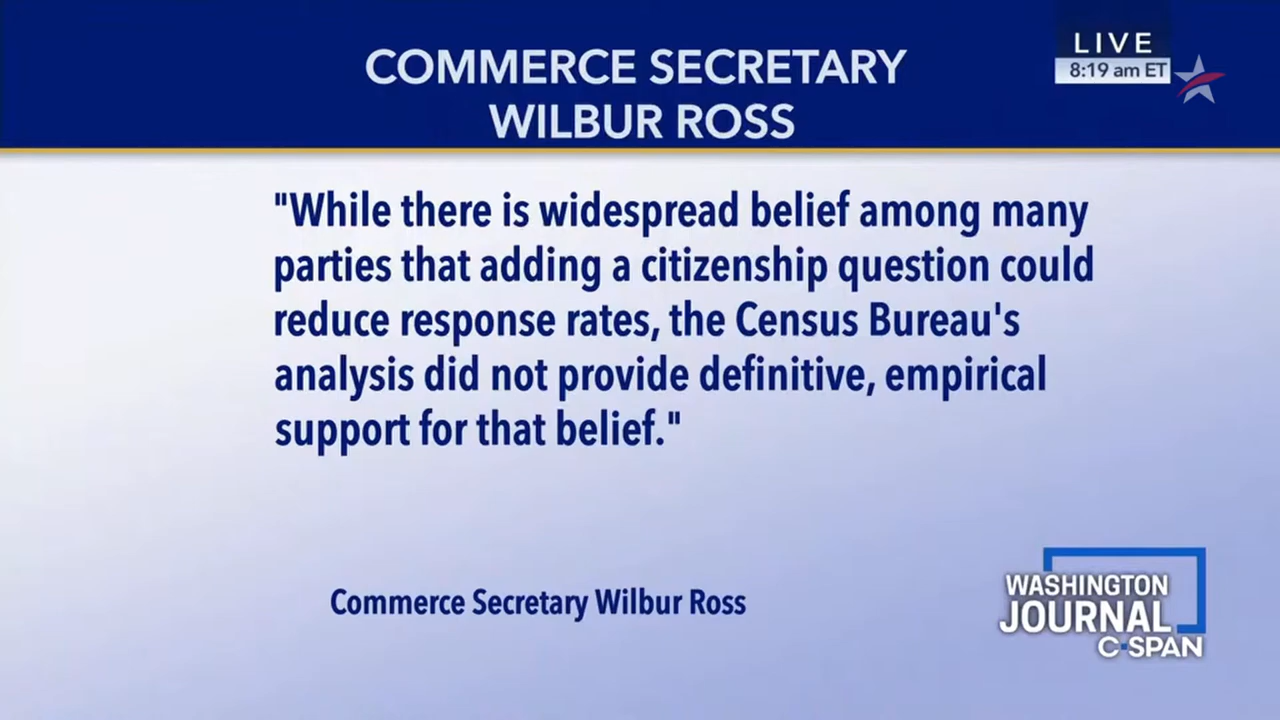 COMMERCE SECRETARY
WILBUR ROSS
LIVE
8:19 am ET
"While there is widespread belief among many
parties that adding a citizenship question could
reduce response rates, the Census Bureau's
analysis did not provide definitive, empirical
support for that belief."
Commerce Secretary Wilbur Ross
WASHINGTON
JOURNAL
C-SPAN